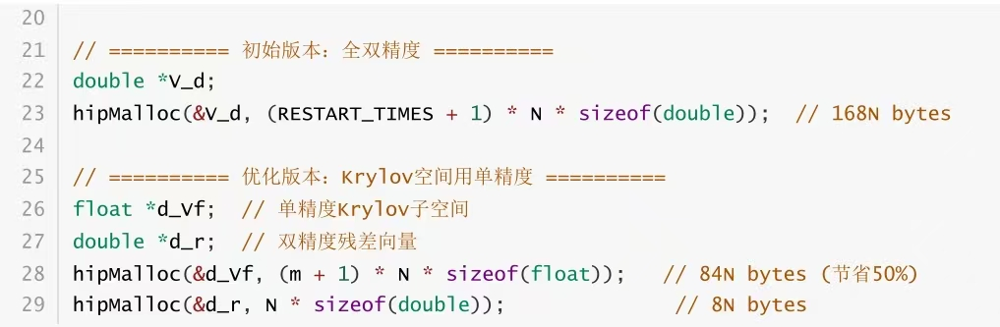 20
21 // ========== 初始版本：全双精度 ==========
22 double *V_d;
23 hipMalloc(&V_d, (RESTART_TIMES + 1) * N * sizeof(double));  // 168N bytes
24
25 // ========== 优化版本：Krylov空间用单精度 ==========
26 float *d_Vf;  // 单精度Krylov子空间
27 double *d_r;  // 双精度残差向量
28 hipMalloc(&d_Vf, (m + 1) * N * sizeof(float));   // 84N bytes (节省50%)
29 hipMalloc(&d_r, N * sizeof(double));              // 8N bytes